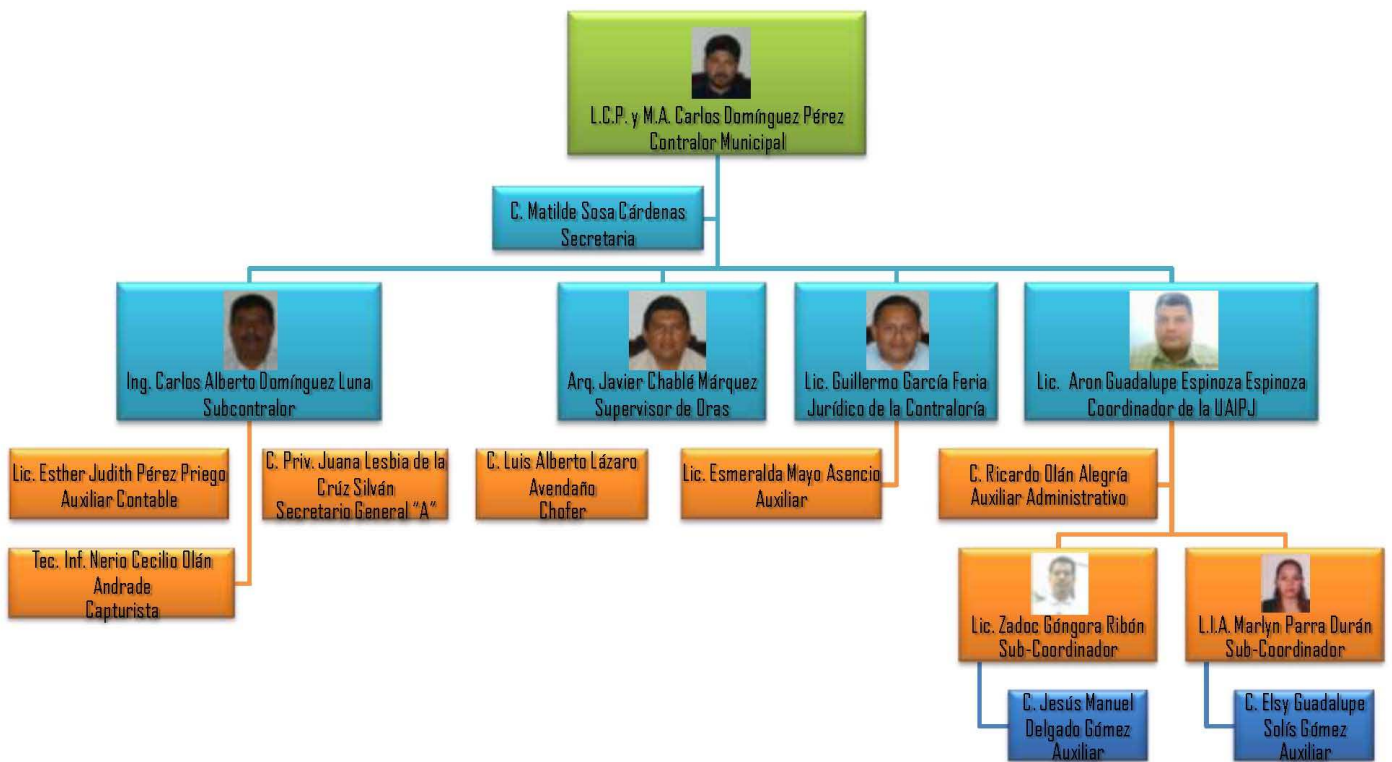 L.C.P. y M.A. Carlos Domínguez Pérez
Contralor Municipal
C. Matilde Sosa Cárdenas
Secretaria
Ing. Carlos Alberto Domínguez Luna
Subcontralor
Arq. Javier Chablé Márquez
Supervisor de Oras
Lic. Guillermo García Feria
Jurídico de la Contraloría
Lic. Aron Guadalupe Espinoza Espinoza
Coordinador de la UAIPJ
Lic. Esther Judith Pérez Priego
Auxiliar Contable
C. Priv. Juana Lesbia de la
Crúz Silván
Secretario General "A"
C. Luis Alberto Lázaro
Avendaño
Chofer
Lic. Esmeralda Mayo Asencio
Auxiliar
C. Ricardo Olán Alegría
Auxiliar Administrativo
Tec. Inf. Nerio Cecilio Olán
Andrade
Capturista
Lic. Zadoc Góngora Ribón
Sub-Coordinador
L.I.A. Marlyn Parra Durán
Sub-Coordinador
C. Jesús Manuel
Delgado Gómez
Auxiliar
C. Elsy Guadalupe
Solís Gómez
Auxiliar